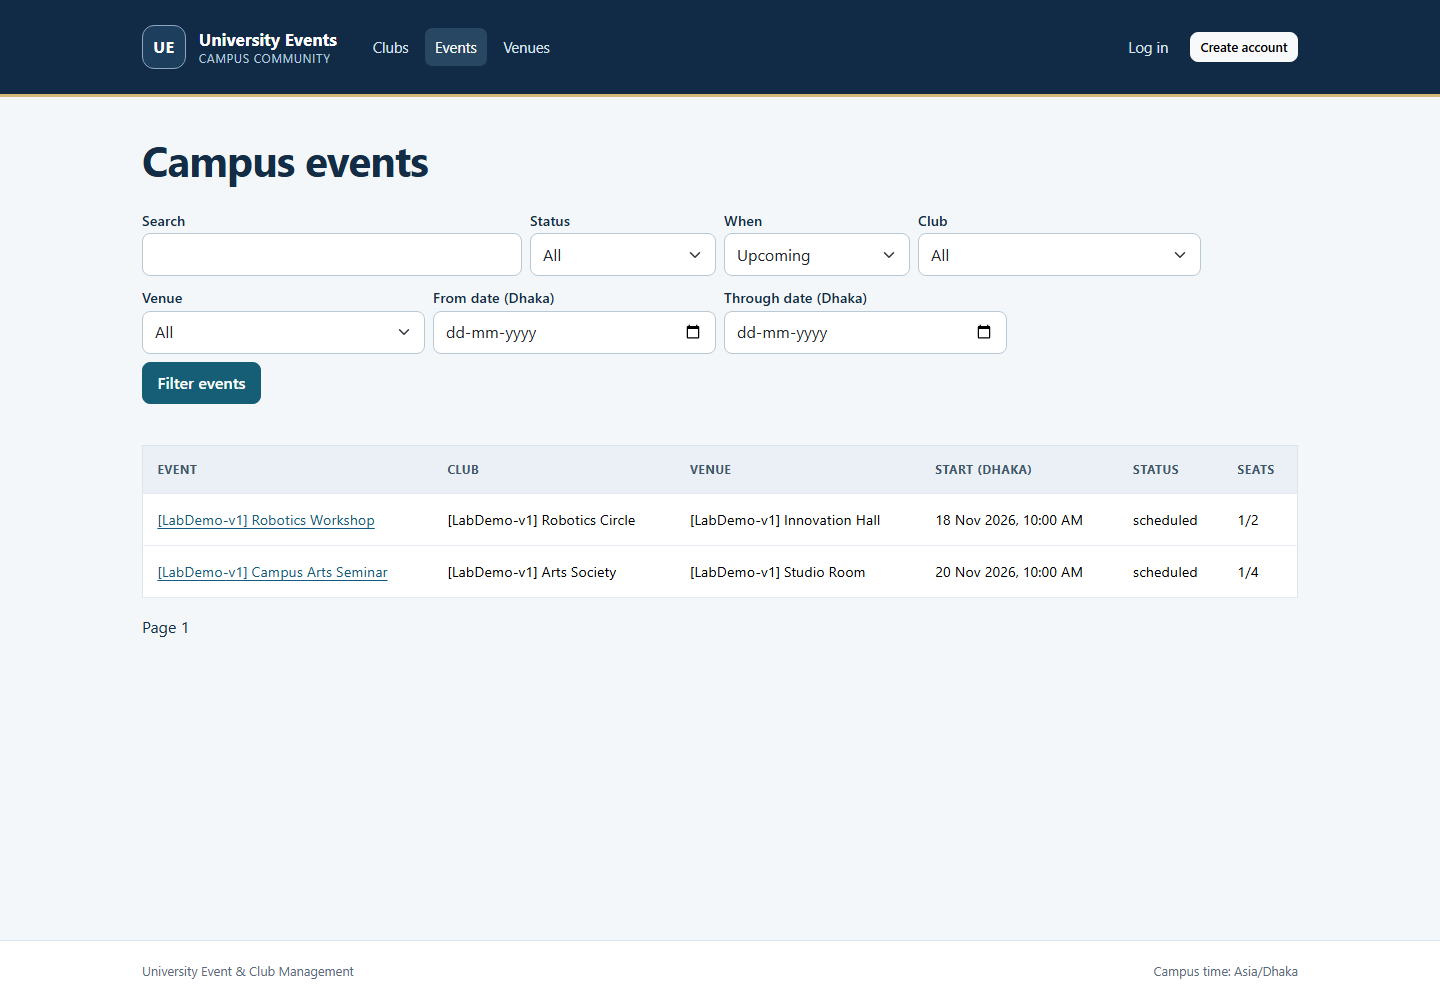 UE
University Events
CAMPUS COMMUNITY
Clubs
Events
Venues
Log in
Create account
Campus events
Search
Status
When
Club
All
Upcoming
All
Venue
From date (Dhaka)
Through date (Dhaka)
All
dd-mm-yyyy
dd-mm-yyyy
Filter events
EVENT CLUB VENUE START (DHAKA) STATUS SEATS
[LabDemo-v1] Robotics Workshop [LabDemo-v1] Robotics Circle [LabDemo-v1] Innovation Hall 18 Nov 2026, 10:00 AM scheduled 1/2
[LabDemo-v1] Campus Arts Seminar [LabDemo-v1] Arts Society [LabDemo-v1] Studio Room 20 Nov 2026, 10:00 AM scheduled 1/4
Page 1
University Event & Club Management
Campus time: Asia/Dhaka